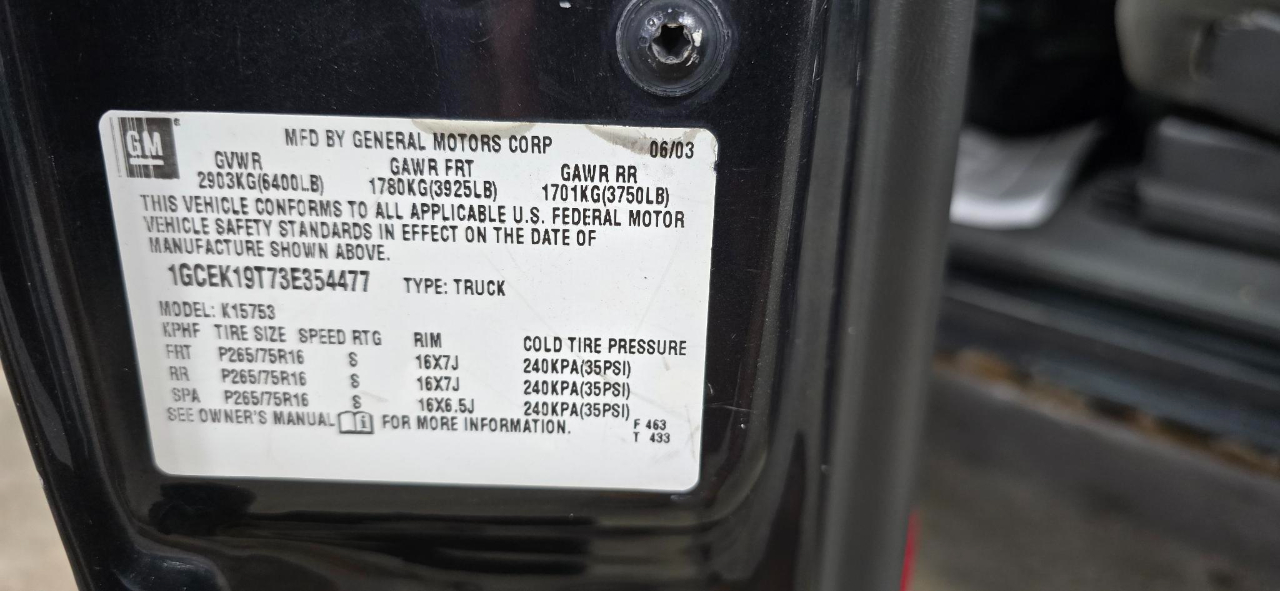 GM
MFD BY GENERAL MOTORS CORP 06/03
GVWR GAWR FRT GAWR RR
2903KG(6400LB) 1780KG(3925LB) 1701KG(3750LB)
THIS VEHICLE CONFORMS TO ALL APPLICABLE U.S. FEDERAL MOTOR
VEHICLE SAFETY STANDARDS IN EFFECT ON THE DATE OF
MANUFACTURE SHOWN ABOVE.
1GCEK19T73E354477 TYPE: TRUCK
MODEL: K15753
KPHF TIRE SIZE SPEED RTG RIM COLD TIRE PRESSURE
FRT P265/75R16 S 16X7J 240KPA(35PSI)
RR P265/75R16 S 16X7J 240KPA(35PSI)
SPA P265/75R16 S 16X6.5J 240KPA(35PSI)
SEE OWNER'S MANUAL i FOR MORE INFORMATION. F 463
T 433